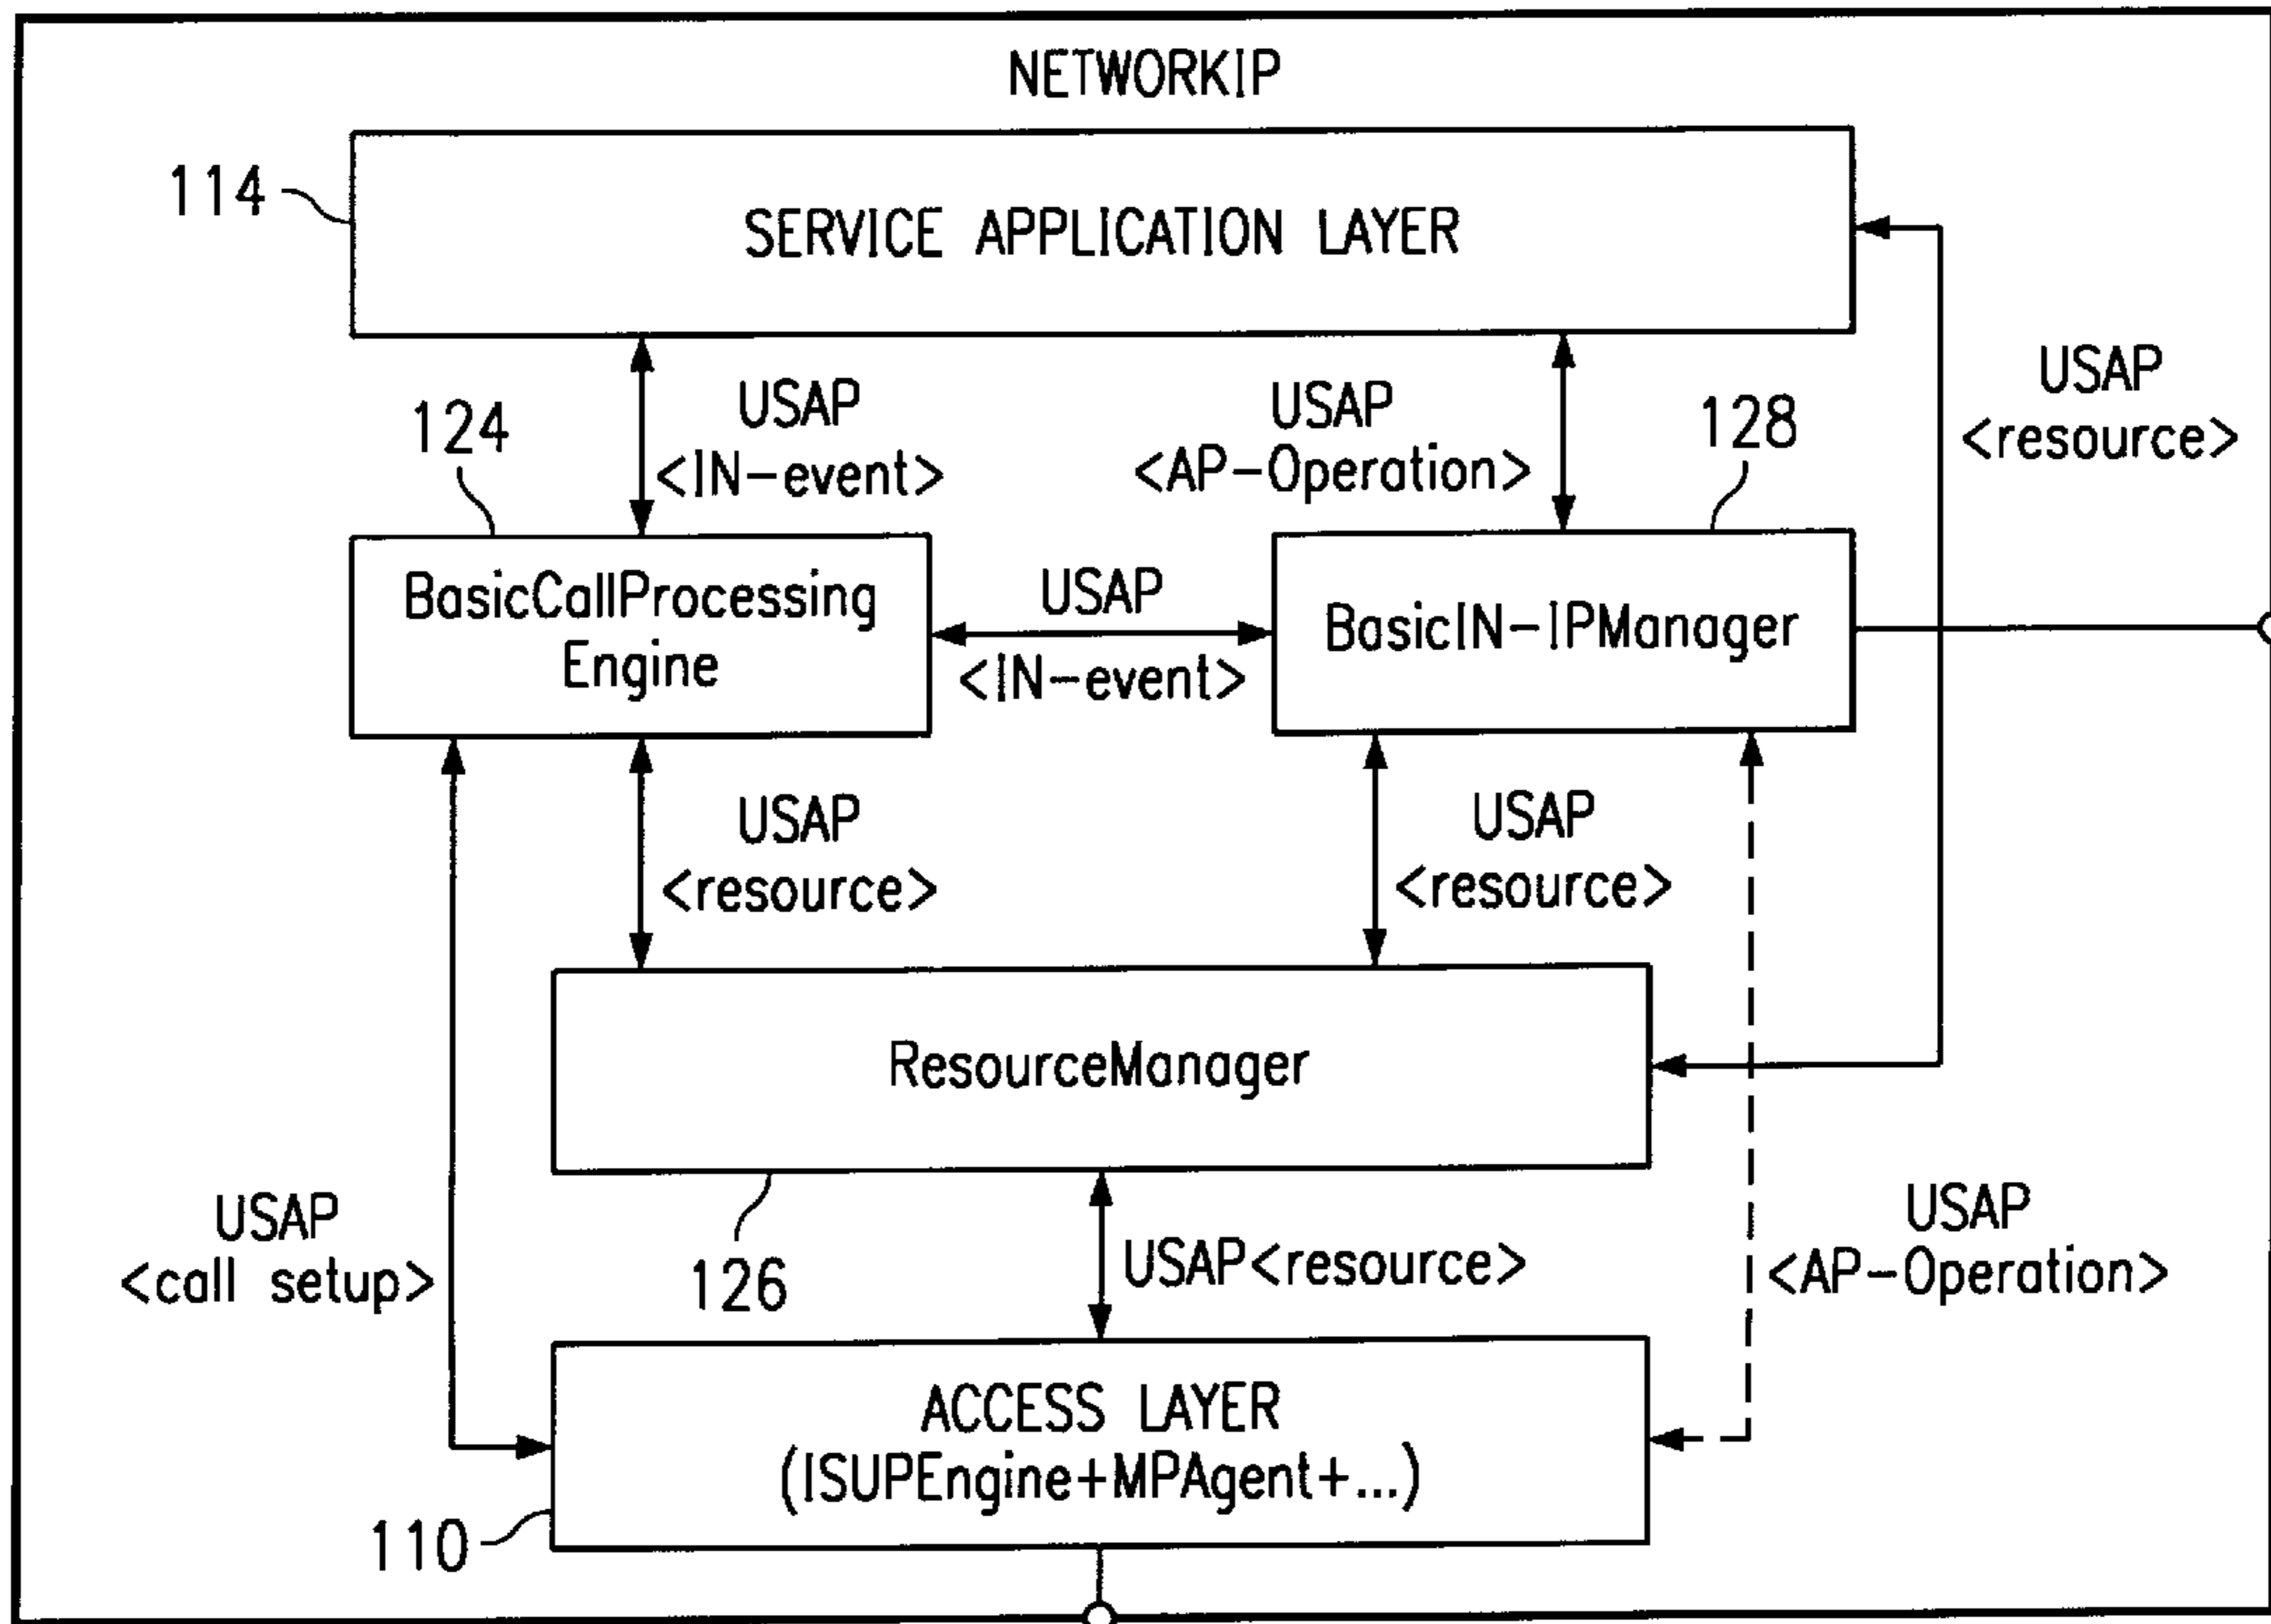 NETWORKIP
114
SERVICE APPLICATION LAYER
USAP
<IN-event>
USAP
<AP-Operation>
USAP
<resource>
124
128
BasicCallProcessing
Engine
USAP
<IN-event>
BasicIN-IPManager
USAP
<resource>
USAP
<resource>
ResourceManager
126
USAP
<call setup>
USAP<resource>
USAP
<AP-Operation>
ACCESS LAYER
(ISUPEngine+MPAgent+...)
110